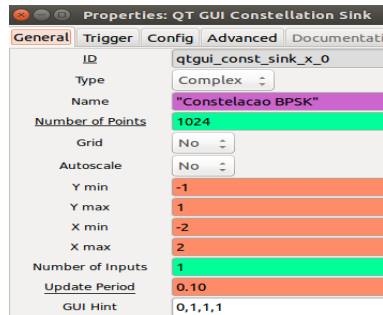 Properties: QT GUI Constellation Sink
General Trigger Config Advanced Documentati
ID qtgui_const_sink_x_0
Type Complex
Name "Constelacao BPSK"
Number of Points 1024
Grid No
Autoscale No
Y min -1
Y max 1
X min -2
X max 2
Number of Inputs 1
Update Period 0.10
GUI Hint 0,1,1,1